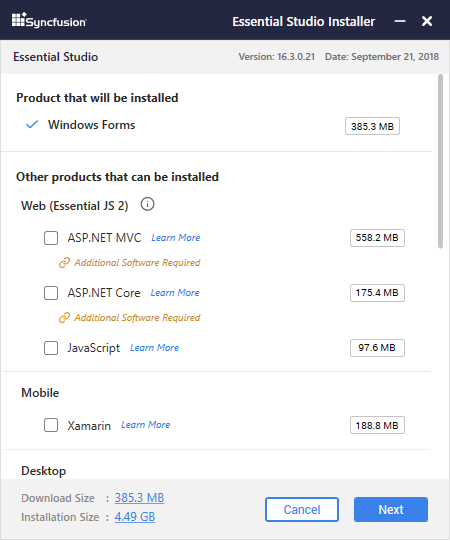 Syncfusion Essential Studio Installer
Essential Studio Version: 16.3.0.21 Date: September 21, 2018
Product that will be installed
Windows Forms 385.3 MB
Other products that can be installed
Web (Essential JS 2)
ASP.NET MVC Learn More 558.2 MB
Additional Software Required
ASP.NET Core Learn More 175.4 MB
Additional Software Required
JavaScript Learn More 97.6 MB
Mobile
Xamarin Learn More 188.8 MB
Desktop
Download Size : 385.3 MB
Installation Size : 4.49 GB
Cancel Next